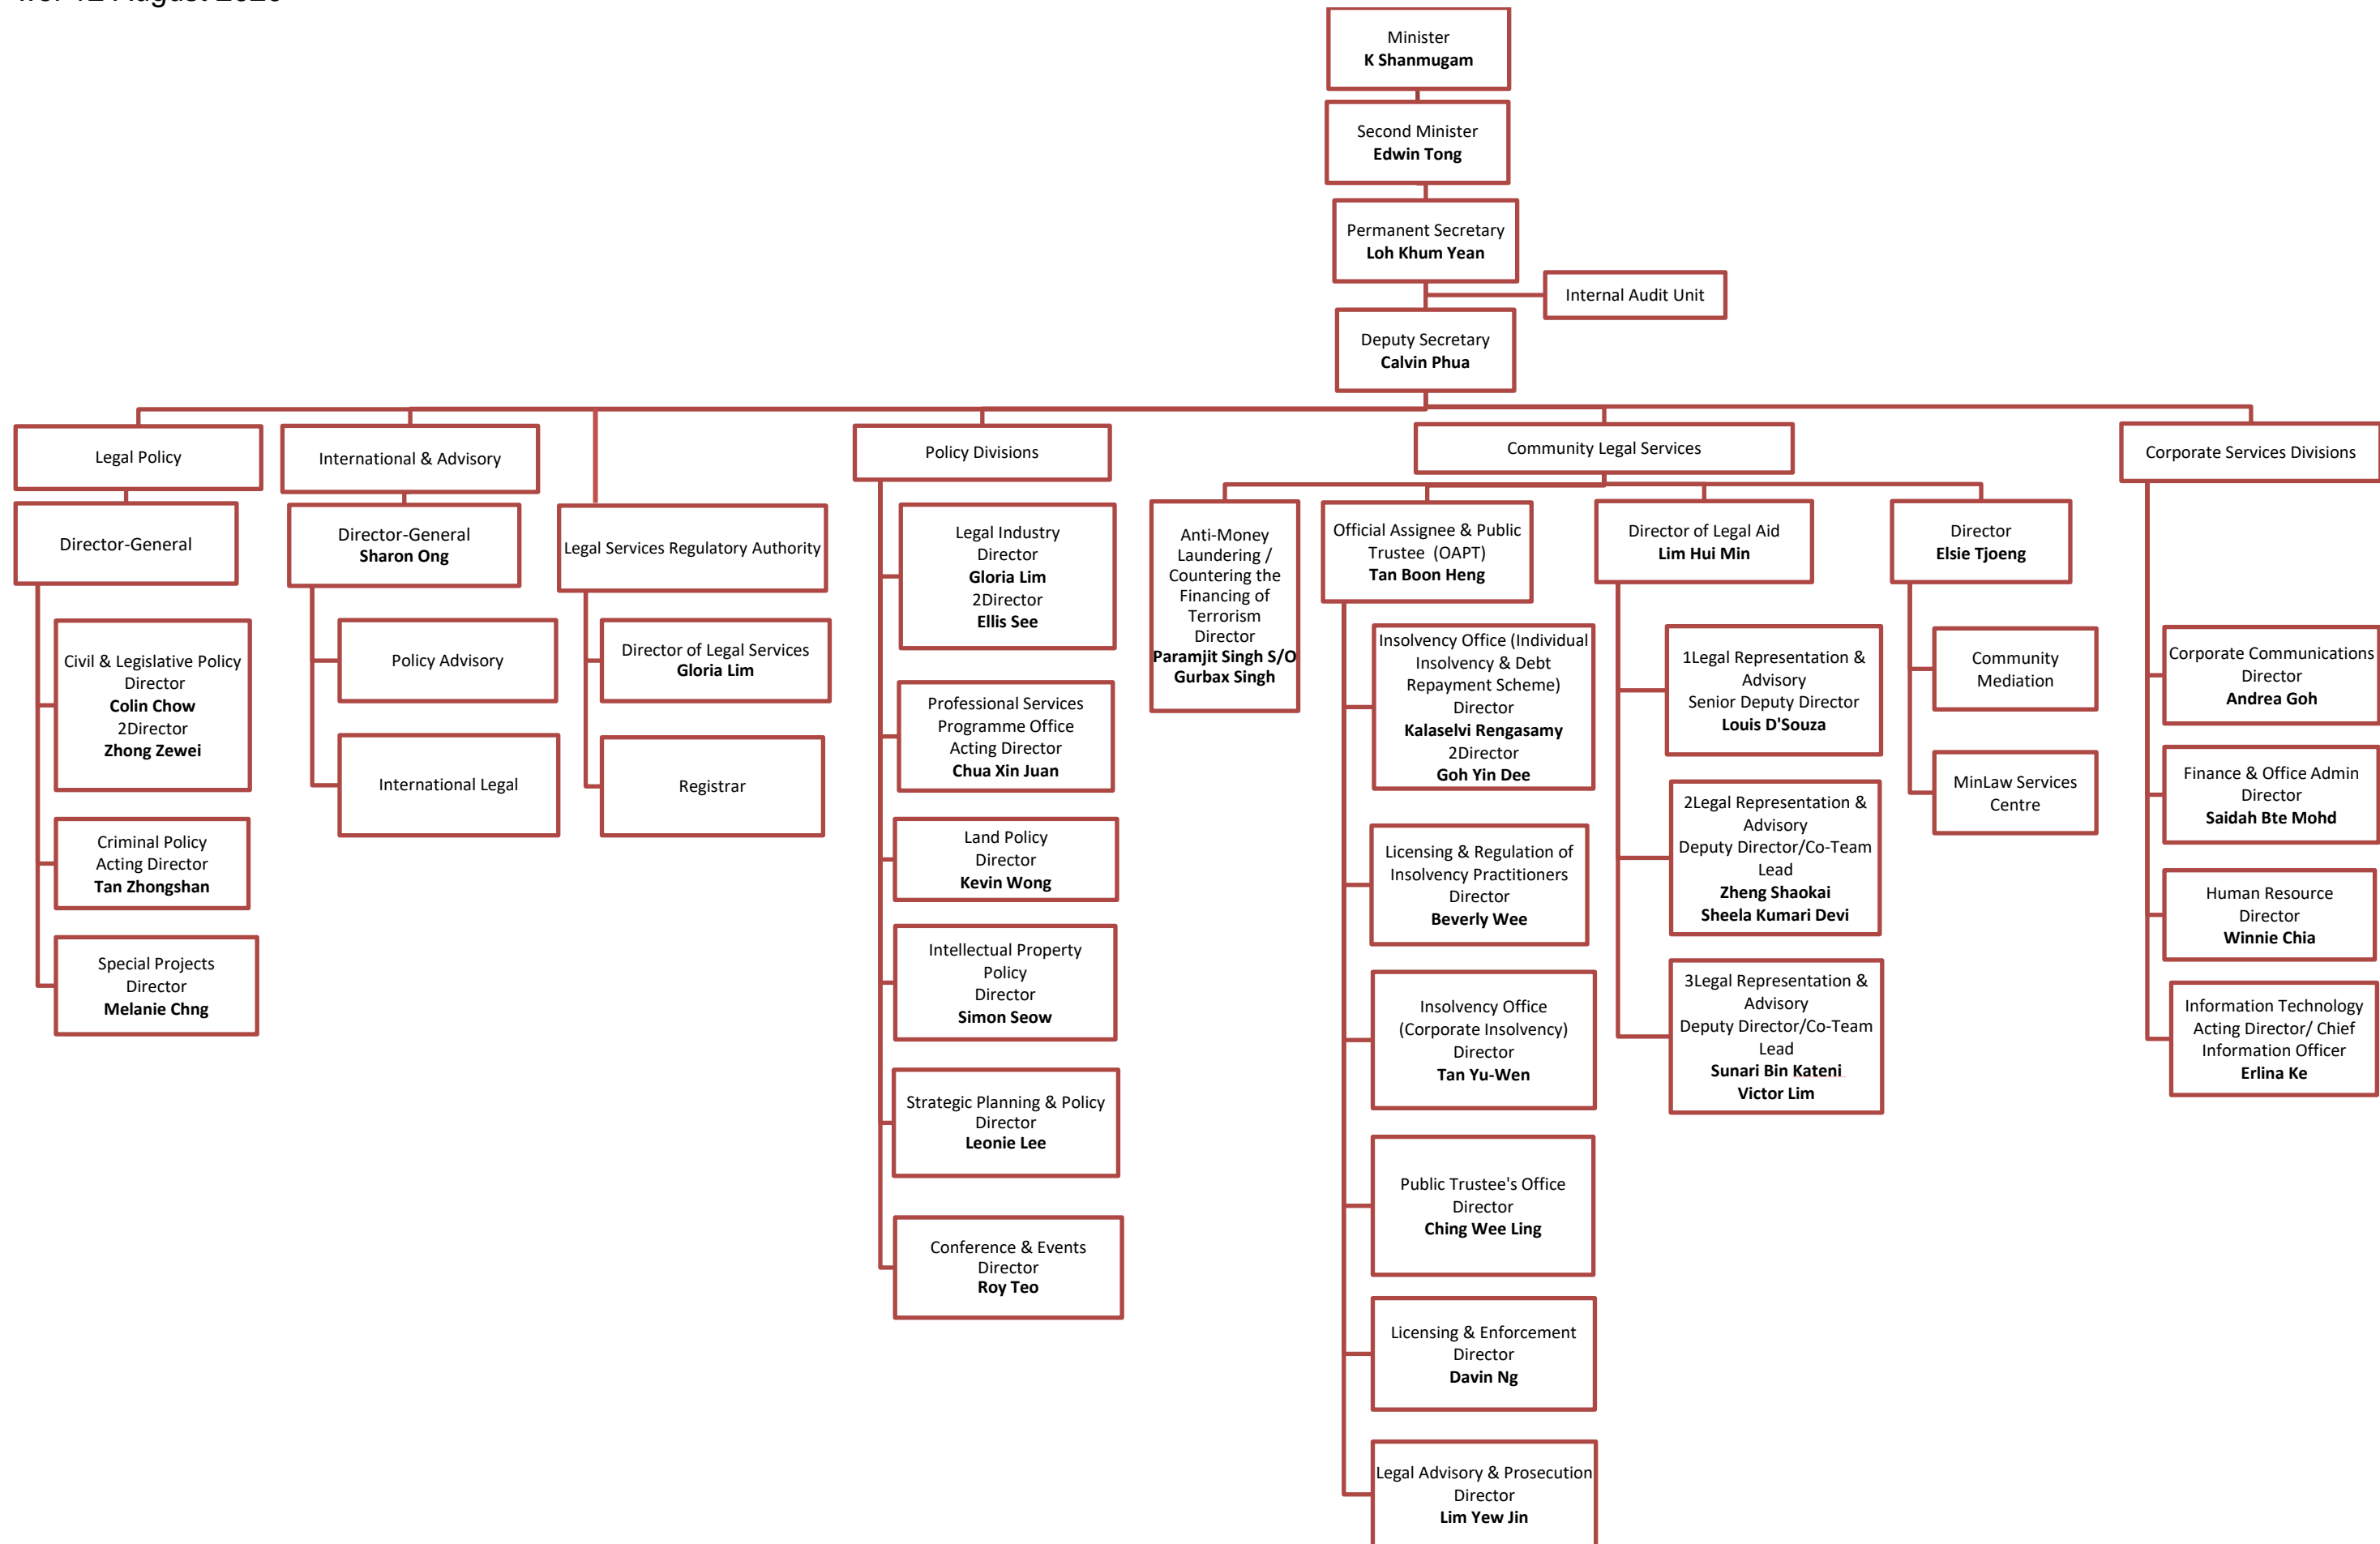 12 August
Minister
K Shanmugam
Second Minister
Edwin Tong
Permanent Secretary
Loh Khum Yean
Internal Audit Unit
Deputy Secretary
Calvin Phua
Legal Policy
International & Advisory
Policy Divisions
Community Legal Services
Corporate Services Divisions
Director-General
Civil & Legislative Policy
Director
Colin Chow
2Director
Zhong Zewei
Criminal Policy
Acting Director
Tan Zhongshan
Special Projects
Director
Melanie Chng
Director-General
Sharon Ong
Policy Advisory
International Legal
Legal Services Regulatory Authority
Director of Legal Services
Gloria Lim
Registrar
Legal Industry
Director
Gloria Lim
2Director
Ellis See
Professional Services
Programme Office
Acting Director
Chua Xin Juan
Land Policy
Director
Kevin Wong
Intellectual Property
Policy
Director
Simon Seow
Strategic Planning & Policy
Director
Leonie Lee
Conference & Events
Director
Roy Teo
Anti-Money
Laundering /
Countering the
Financing of
Terrorism
Director
Paramjit Singh S/O
Gurbax Singh
Official Assignee & Public
Trustee (OAPT)
Tan Boon Heng
Insolvency Office (Individual
Insolvency & Debt
Repayment Scheme)
Director
Kalaselvi Rengasamy
2Director
Goh Yin Dee
Licensing & Regulation of
Insolvency Practitioners
Director
Beverly Wee
Insolvency Office
(Corporate Insolvency)
Director
Tan Yu-Wen
Public Trustee's Office
Director
Ching Wee Ling
Licensing & Enforcement
Director
Davin Ng
Legal Advisory & Prosecution
Director
Lim Yew Jin
Director of Legal Aid
Lim Hui Min
1Legal Representation &
Advisory
Senior Deputy Director
Louis D'Souza
2Legal Representation &
Advisory
Deputy Director/Co-Team
Lead
Zheng Shaokai
Sheela Kumari Devi
3Legal Representation &
Advisory
Deputy Director/Co-Team
Lead
Sunari Bin Kateni
Victor Lim
Director
Elsie Tjoeng
Community
Mediation
MinLaw Services
Centre
Corporate Communications
Director
Andrea Goh
Finance & Office Admin
Director
Saidah Bte Mohd
Human Resource
Director
Winnie Chia
Information Technology
Acting Director/ Chief
Information Officer
Erlina Ke